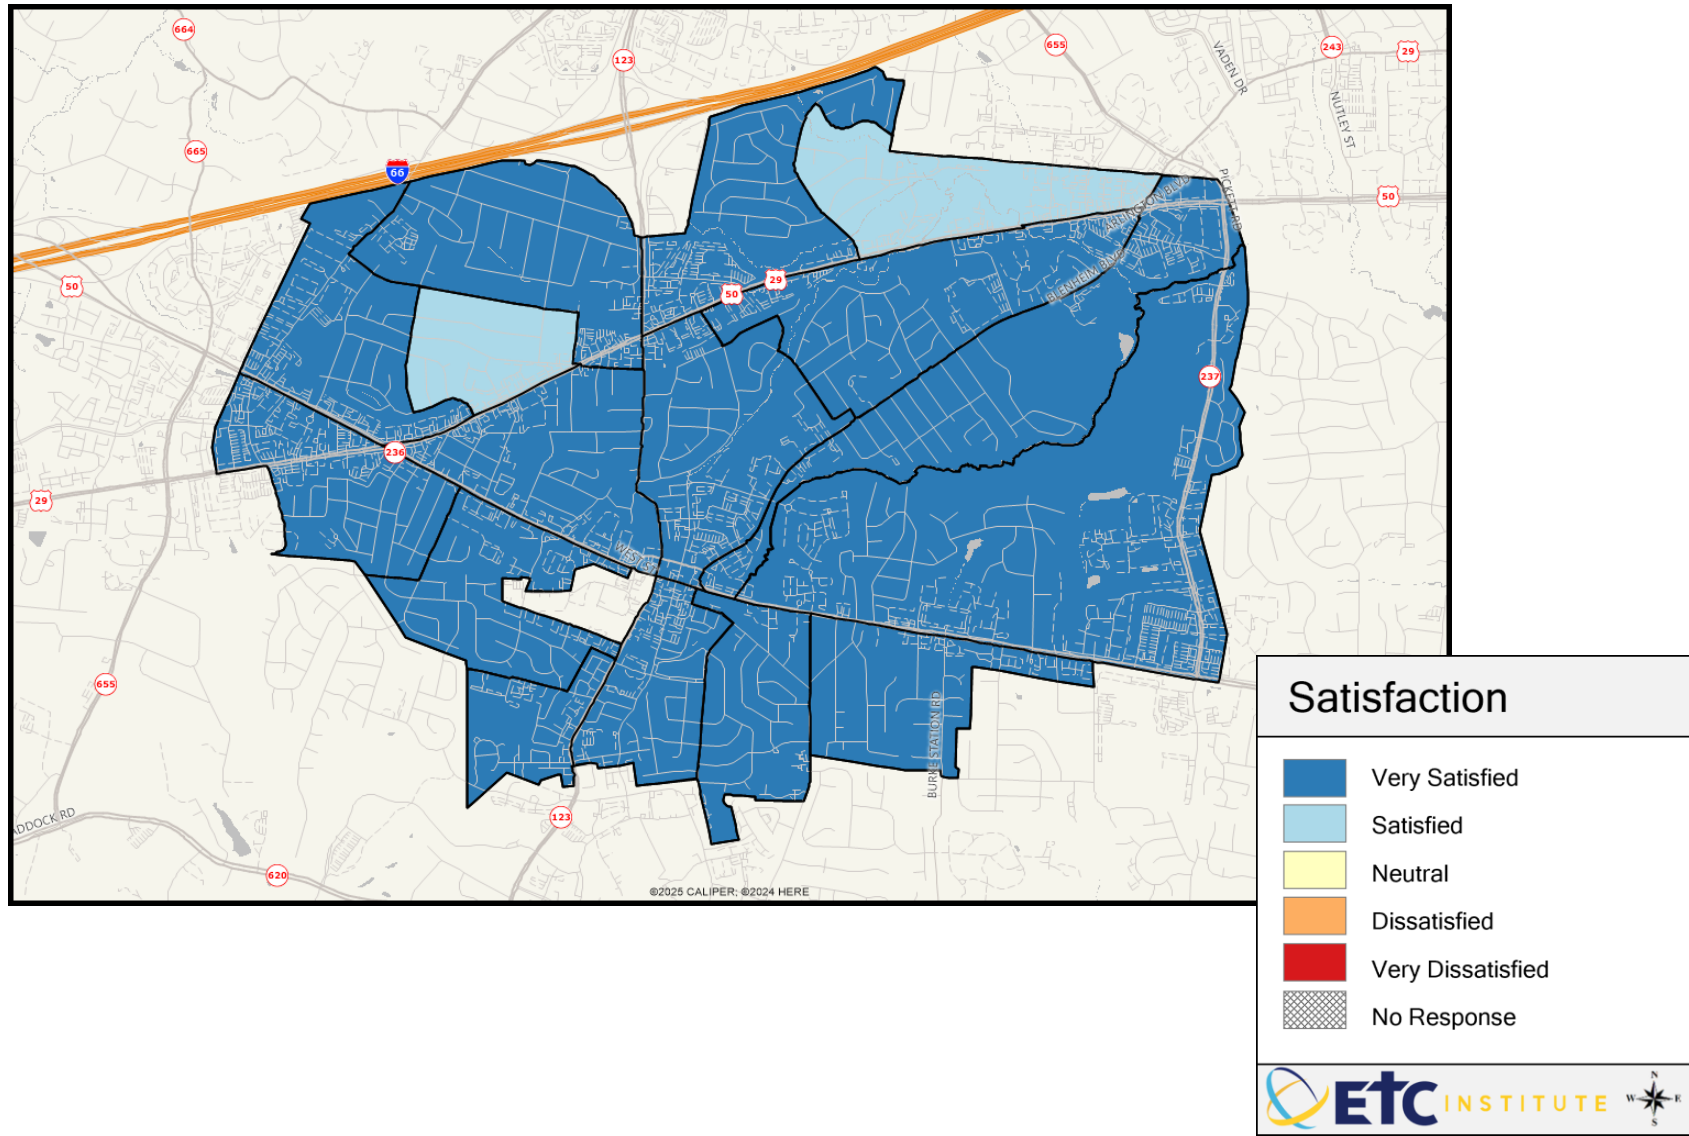 664
123
655
243
29
VADEN DR
NUTLEY ST
665
66
50
PICKETT RD
ARLINGTON BLVD
50
29
50
BLENHEIM BLVD
237
236
29
WEST ST
655
BURKE STATION RD
123
ADDOCK RD
620
©2025 CALIPER; ©2024 HERE
Satisfaction
Very Satisfied
Satisfied
Neutral
Dissatisfied
Very Dissatisfied
No Response
ETC INSTITUTE
N
W E
S